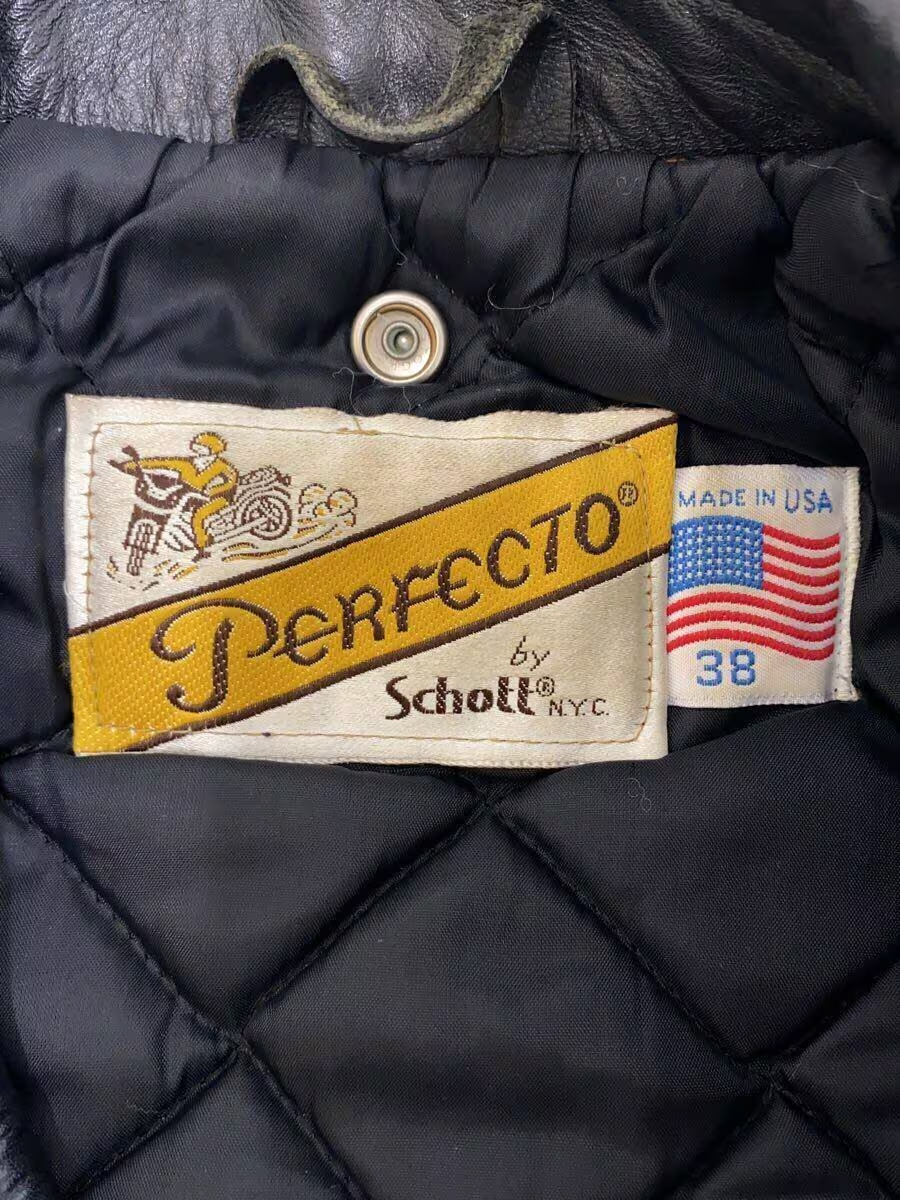 PERFECTO®
by
Schott® N.Y.C.
MADE IN USA
38